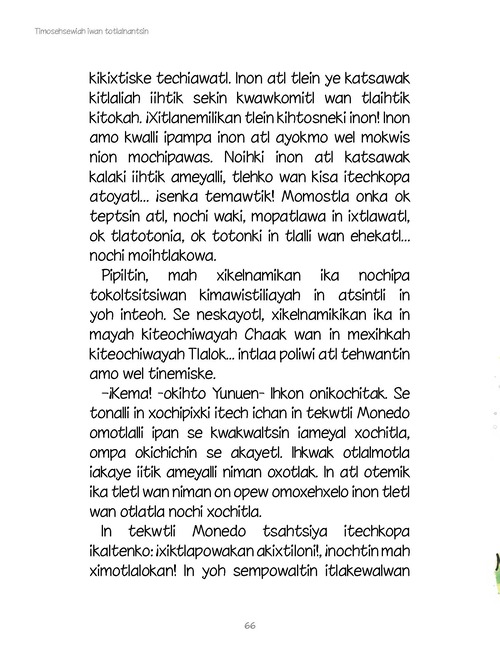 Timosehsewiah iwan totlalnantsin
kikixtiske techiawatl. Inon atl tlein ye katsawak
kitlaliah iihtik sekin kwawkomitl wan tlaihtik
kitokah. ¡Xitlanemilikan tlein kihtosneki inon! Inon
amo kwalli ipampa inon atl ayokmo wel mokwis
nion mochipawas. Noihki inon atl katsawak
kalaki iihtik ameyalli, tlehko wan kisa itechkopa
atoyatl... ¡senka temawtik! Momostla onka ok
teptsin atl, nochi waki, mopatlawa in ixtlawatl,
ok tlatotonia, ok totonki in tlalli wan ehekatl...
nochi moihtlakowa.
Pipiltin, mah xikelnamikan ika nochipa
tokoltsitsiwan kimawistiliayah in atsintli in
yoh inteoh. Se neskayotl, xikelnamikikan ika in
mayah kiteochiwayah Chaak wan in mexihkah
kiteochiwayah Tlalok... intlaa poliwi atl tehwantin
amo wel tinemiske.
–¡Kema! -okihto Yunuen- Ihkon onikochitak. Se
tonalli in xochipixki itech ichan in tekwtli Monedo
omotlalli ipan se kwakwaltsin iameyal xochitla,
ompa okichichin se akayetl. Ihkwak otlalmotla
iakaye iitik ameyalli niman oxotlak. In atl otemik
ika tletl wan niman on opew omoxehxelo inon tletl
wan otlatla nochi xochitla.
In tekwtli Monedo tsahtsiya itechkopa
ikaltenko: ¡xiktlapowakan akixtiloni!, ¡nochtin mah
ximotlalokan! In yoh sempowaltin itlakewalwan
66